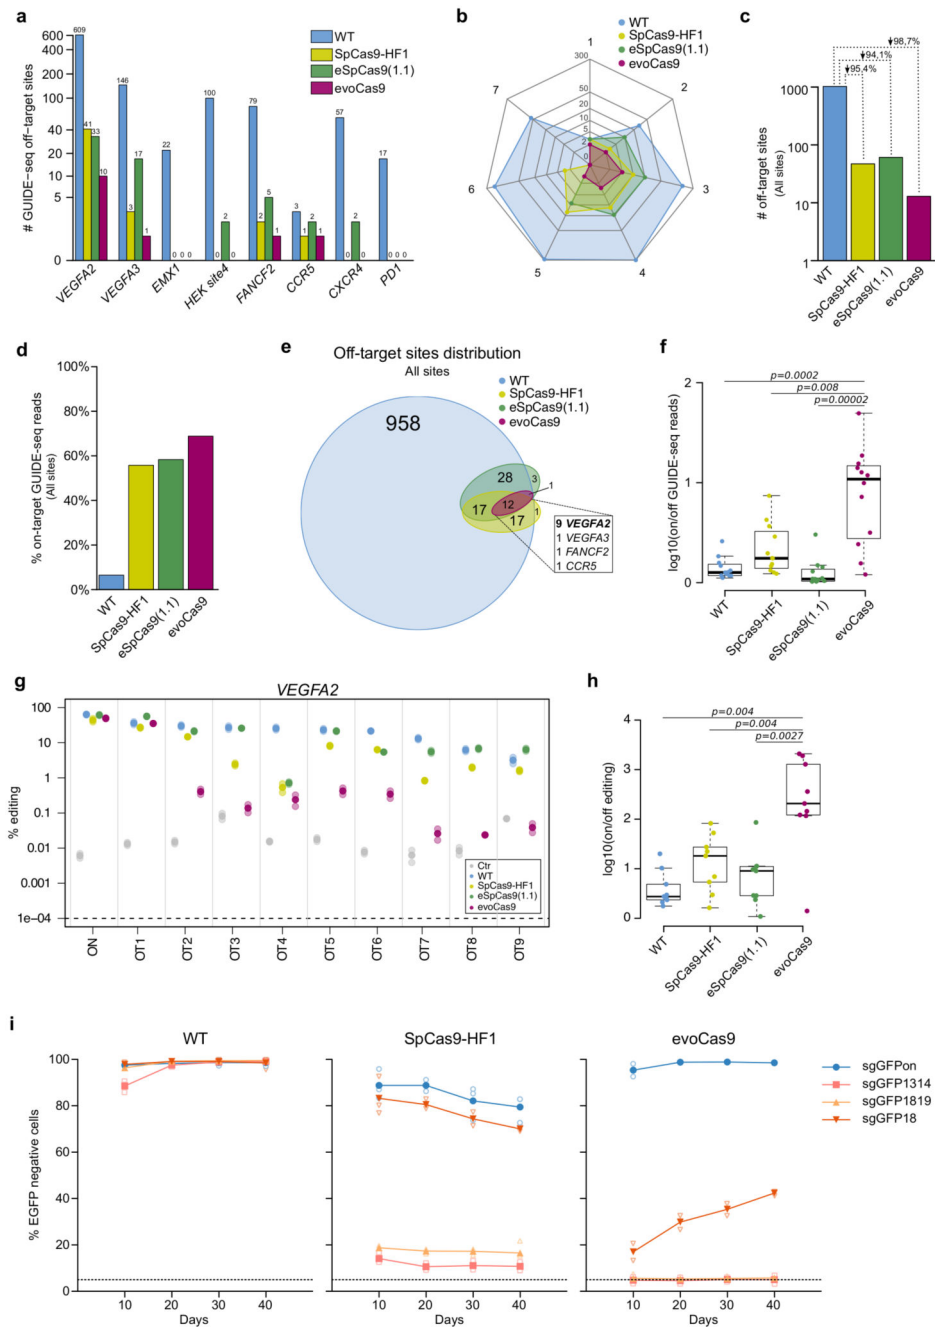 a
# GUIDE−seq off−target sites
600
400
200
100
40
20
10
5
0
609
41
33
10
146
3
17
1
22
0 0 0
100
0
2
0
79
2
5
1
3
1
2
1
57
0
2
0
17
0 0 0
VEGFA2
VEGFA3
EMX1
HEK site4
FANCF2
CCR5
CXCR4
PD1
WT
SpCas9-HF1
eSpCas9(1.1)
evoCas9
b
WT
SpCas9-HF1
eSpCas9(1.1)
evoCas9
1
2
3
4
5
6
7
300
50
20
10
5
2
0
c
# off-target sites
(All sites)
1000
100
10
1
98,7%
94,1%
95,4%
WT
SpCas9-HF1
eSpCas9(1.1)
evoCas9
d
% on-target GUIDE-seq reads
(All sites)
100%
80%
60%
40%
20%
0%
WT
SpCas9-HF1
eSpCas9(1.1)
evoCas9
e
Off-target sites distribution
All sites
WT
SpCas9-HF1
eSpCas9(1.1)
evoCas9
958
28
3
1
17
12
17
1
9 VEGFA2
1 VEGFA3
1 FANCF2
1 CCR5
f
log10(on/off GUIDE-seq reads)
2
1
0
p=0.0002
p=0.008
p=0.00002
WT
SpCas9-HF1
eSpCas9(1.1)
evoCas9
g
VEGFA2
% editing
100
10
1
0.1
0.01
0.001
1e−04
ON
OT1
OT2
OT3
OT4
OT5
OT6
OT7
OT8
OT9
Ctr
WT
SpCas9-HF1
eSpCas9(1.1)
evoCas9
h
log10(on/off editing)
4
3
2
1
0
p=0.004
p=0.004
p=0.0027
WT
SpCas9-HF1
eSpCas9(1.1)
evoCas9
i
WT
SpCas9-HF1
evoCas9
% EGFP negative cells
100
80
60
40
20
0
10 20 30 40
Days
10 20 30 40
Days
10 20 30 40
Days
sgGFPon
sgGFP1314
sgGFP1819
sgGFP18